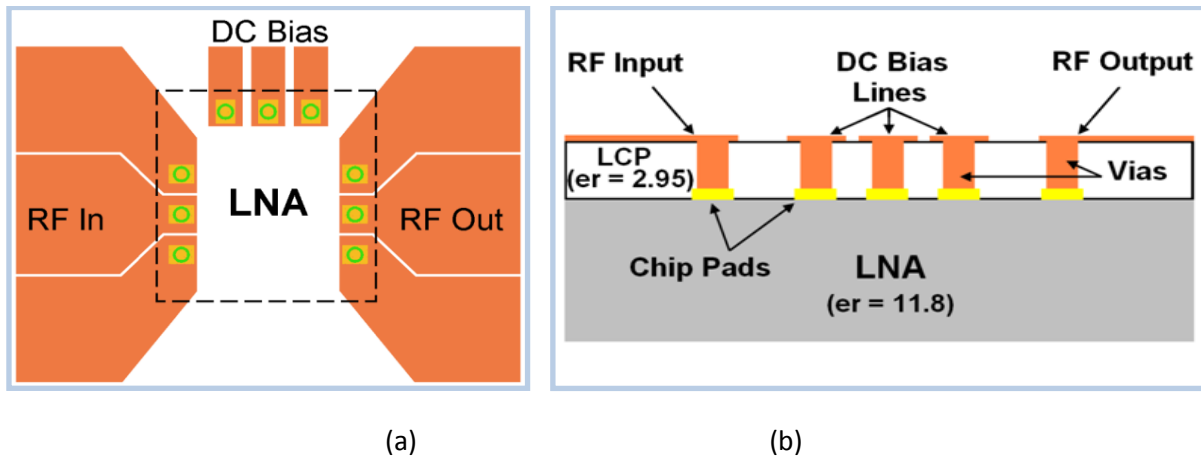 DC Bias
RF In
LNA
RF Out
RF Input
DC Bias
Lines
RF Output
LCP
(er = 2.95)
Vias
Chip Pads
LNA
(er = 11.8)
(a)
(b)